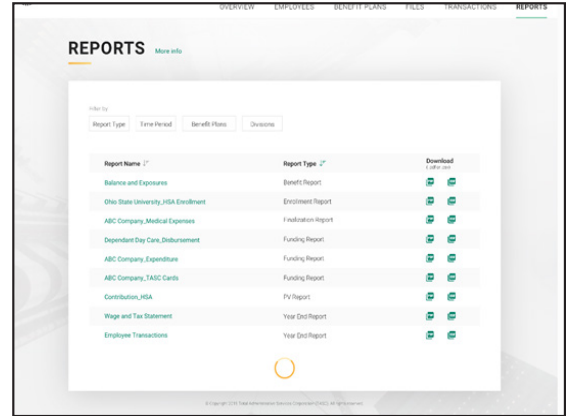 OVERVIEW EMPLOYEES BENEFIT PLANS FILES TRANSACTIONS REPORTS
REPORTS More info
Filter by
Report Type Time Period Benefit Plans Divisions
Report Name Report Type Download
Balance and Exposures Benefit Report
Ohio State University_HSA Enrollment Enrollment Report
ABC Company_Medical Expenses Finalization Report
Dependant Day Care_Disbursement Funding Report
ABC Company_Expenditure Funding Report
ABC Company_TASC Cards Funding Report
Contribution_HSA PV Report
Wage and Tax Statement Year End Report
Employee Transactions Year End Report